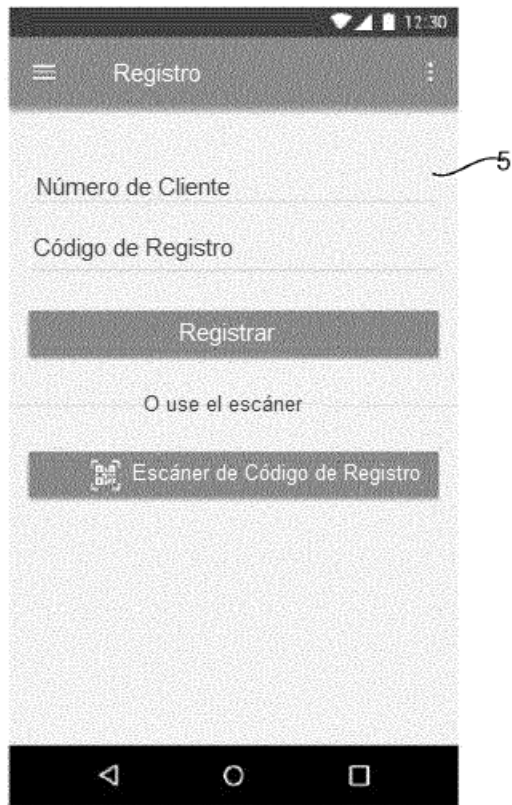 12:30
Registro
5
Número de Cliente
Código de Registro
Registrar
O use el escáner
Escáner de Código de Registro